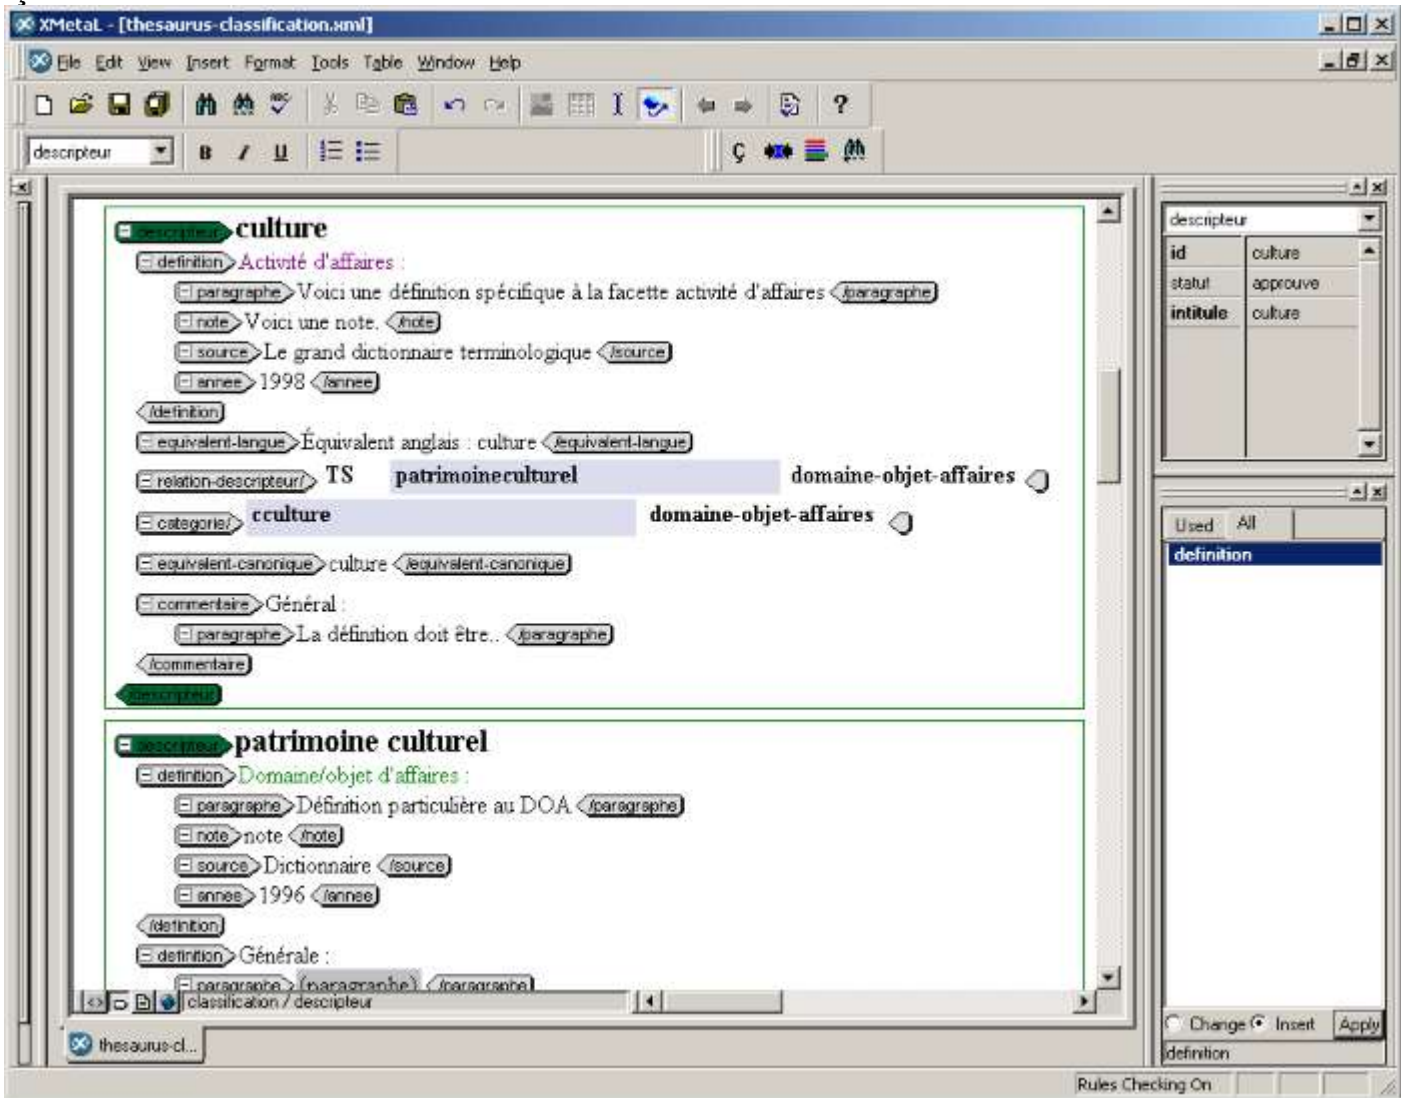 XMetaL - [thesaurus-classification.xml]
File Edit View Insert Format Tools Table Window Help
descripteur B I U Ç
descripteur culture
definition Activité d'affaires :
paragraphe Voici une définition spécifique à la facette activité d'affaires /paragraphe
note Voici une note. /note
source Le grand dictionnaire terminologique /source
annee 1998 /annee
/definition
equivalent-langue Équivalent anglais : culture /equivalent-langue
relation-descripteur/ TS patrimoineculturel domaine-objet-affaires
categorie/ cculture domaine-objet-affaires
equivalent-canonique culture /equivalent-canonique
commentaire Général :
paragraphe La définition doit être.. /paragraphe
/commentaire
/descripteur
descripteur patrimoine culturel
definition Domaine/objet d'affaires :
paragraphe Définition particulière au DOA /paragraphe
note note /note
source Dictionnaire /source
annee 1996 /annee
/definition
definition Générale :
paragraphe (paragraphe) /paragraphe
classification / descripteur
thesaurus-cl...
descripteur
id culture
statut approuve
intitule culture
Used All
definition
Change Insert Apply
definition
Rules Checking On